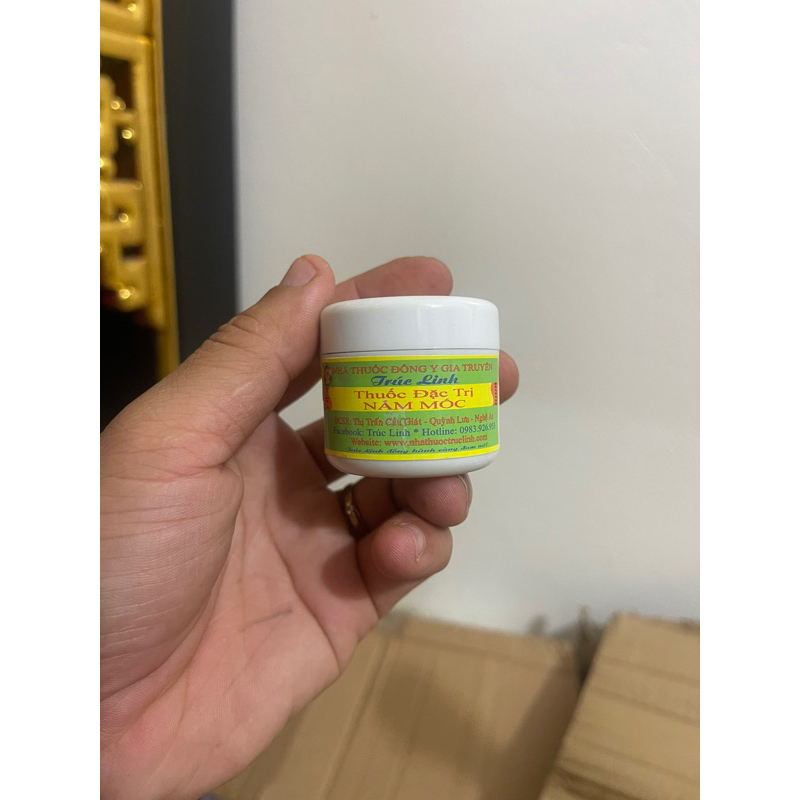 NHÀ THUỐC ĐÔNG Y GIA TRUYỀN
Trúc Linh
Thuốc Đặc Trị
NẤM MỐC
Thị Trấn Cầu Giát - Quỳnh Lưu - Nghệ An
Facebook: Trúc Linh * Hotline: 0983.926.
Website: www.nhathuoctruclinh.com